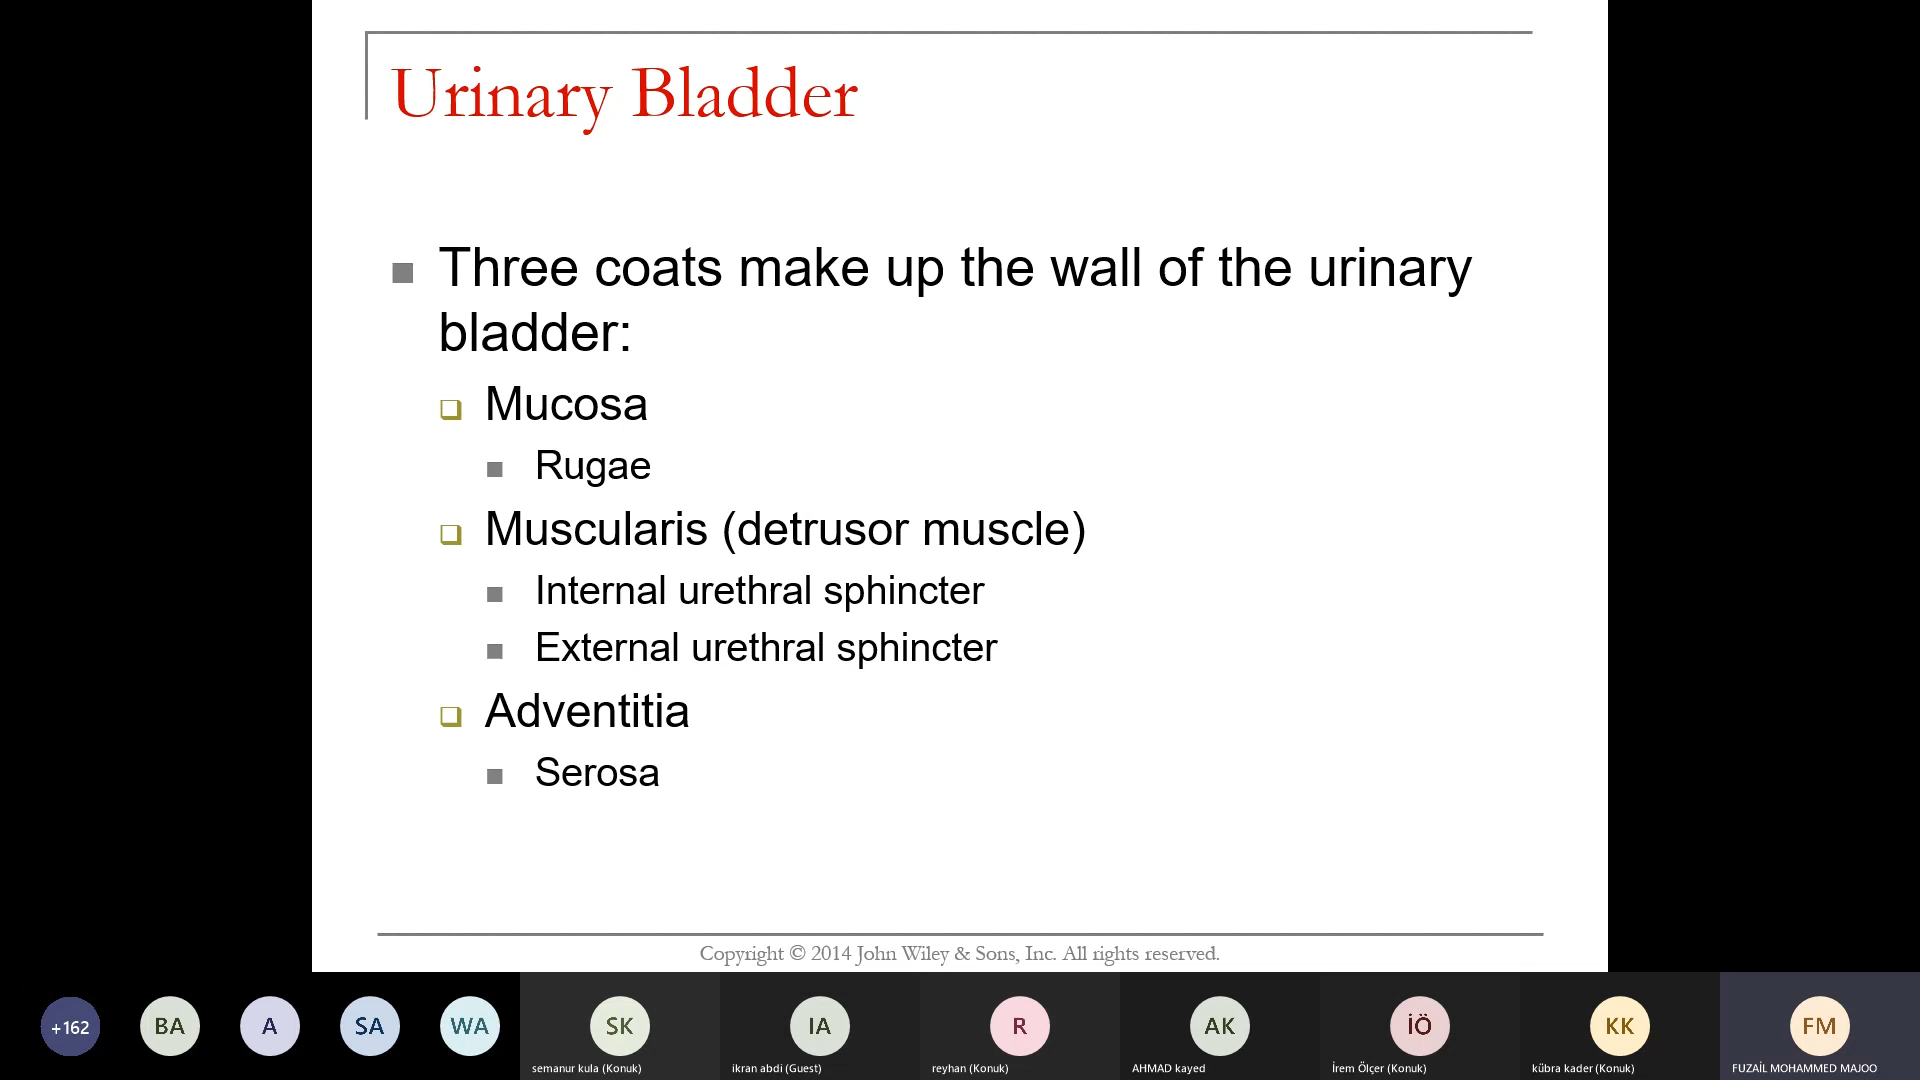 Urinary Bladder
Three coats make up the wall of the urinary
bladder:
Mucosa
Rugae
Muscularis (detrusor muscle)
Internal urethral sphincter
External urethral sphincter
Adventitia
Serosa
Copyright © 2014 John Wiley & Sons, Inc. All rights reserved.
+162
BA
A
SA
WA
SK
semanur kula (Konuk)
IA
ikran abdi (Guest)
R
reyhan (Konuk)
AK
AHMAD kayed
İÖ
İrem Ölçer (Konuk)
KK
kübra kader (Konuk)
FM
FUZAİL MOHAMMED MAJOO